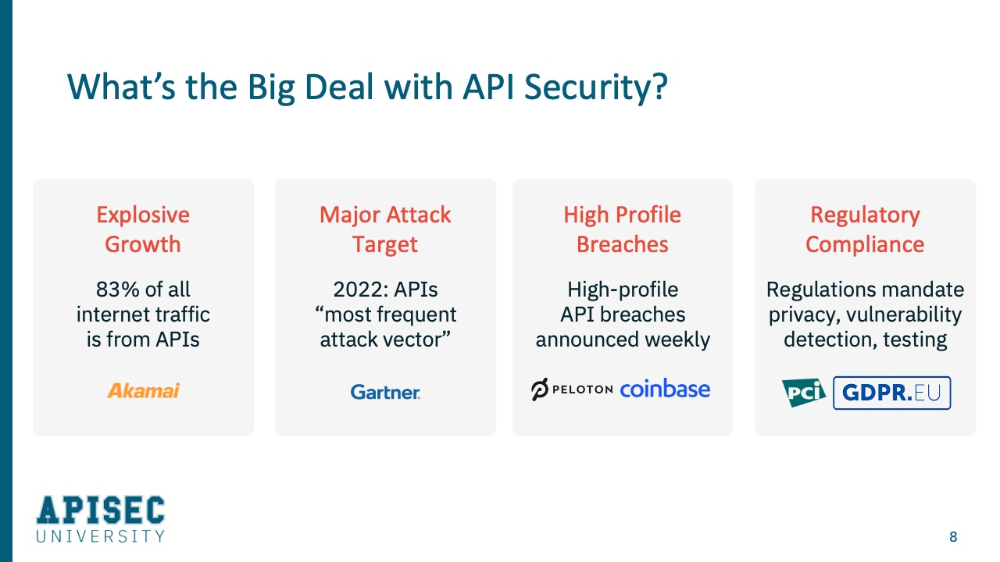 What’s the Big Deal with API Security?
Explosive
Growth
83% of all
internet traffic
is from APIs
Akamai
Major Attack
Target
2022: APIs
“most frequent
attack vector”
Gartner.
High Profile
Breaches
High-profile
API breaches
announced weekly
PELOTON coinbase
Regulatory
Compliance
Regulations mandate
privacy, vulnerability
detection, testing
PCi GDPR.EU
APISEC
UNIVERSITY
8